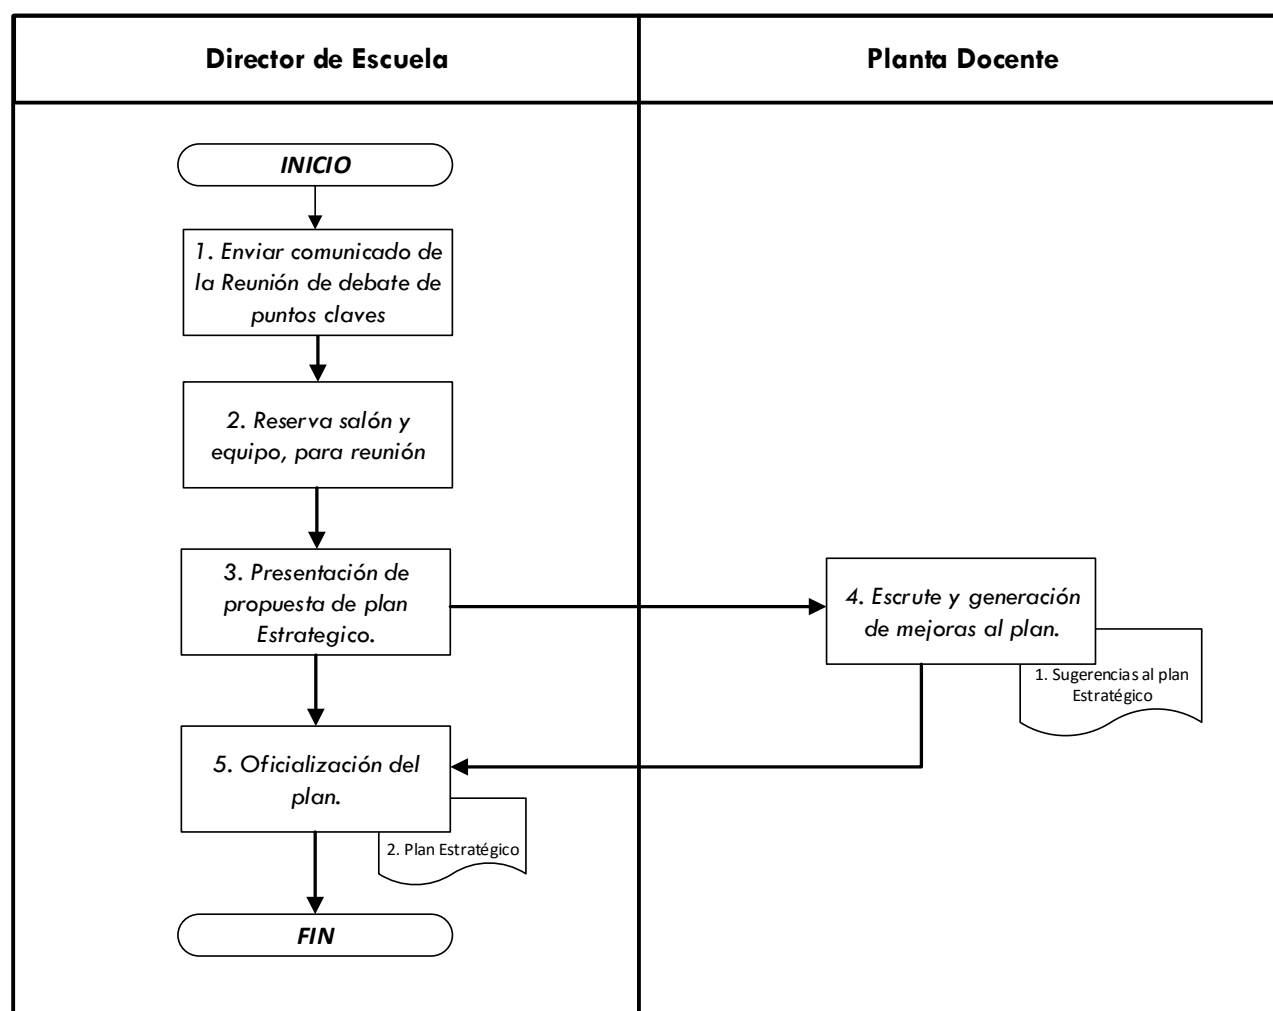 Director de Escuela
Planta Docente
INICIO
1. Enviar comunicado de
la Reunión de debate de
puntos claves
2. Reserva salón y
equipo, para reunión
3. Presentación de
propuesta de plan
Estrategico.
4. Escrute y generación
de mejoras al plan.
1. Sugerencias al plan
Estratégico
5. Oficialización del
plan.
2. Plan Estratégico
FIN